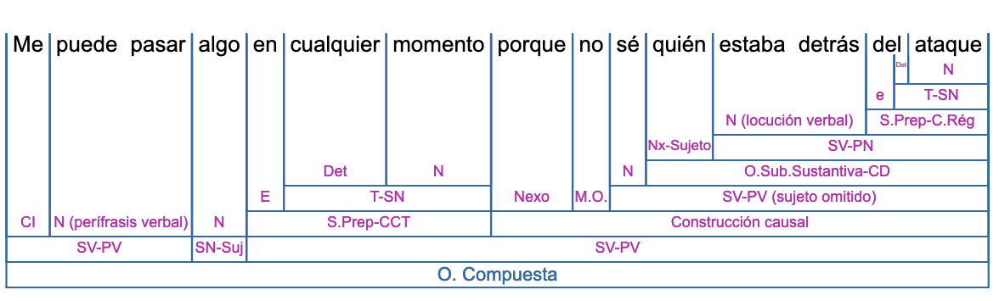 Me puede pasar algo en cualquier momento porque no sé quién estaba detrás del ataque
Det N
e T-SN
N (locución verbal) S.Prep-C.Rég
Nx-Sujeto SV-PN
Det N N O.Sub.Sustantiva-CD
E T-SN Nexo M.O. SV-PV (sujeto omitido)
CI N (perífrasis verbal) N S.Prep-CCT Construcción causal
SV-PV SN-Suj SV-PV
O. Compuesta